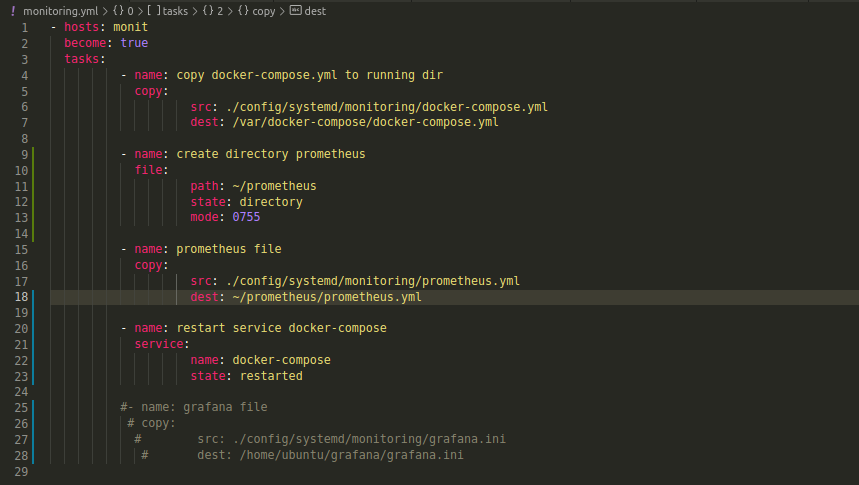 ! monitoring.yml > {} 0 > [ ] tasks > {} 2 > {} copy > abc dest
1 - hosts: monit
2 become: true
3 tasks:
4 - name: copy docker-compose.yml to running dir
5 copy:
6 src: ./config/systemd/monitoring/docker-compose.yml
7 dest: /var/docker-compose/docker-compose.yml
8
9 - name: create directory prometheus
10 file:
11 path: ~/prometheus
12 state: directory
13 mode: 0755
14
15 - name: prometheus file
16 copy:
17 src: ./config/systemd/monitoring/prometheus.yml
18 dest: ~/prometheus/prometheus.yml
19
20 - name: restart service docker-compose
21 service:
22 name: docker-compose
23 state: restarted
24
25 #- name: grafana file
26 # copy:
27 # src: ./config/systemd/monitoring/grafana.ini
28 # dest: /home/ubuntu/grafana/grafana.ini
29